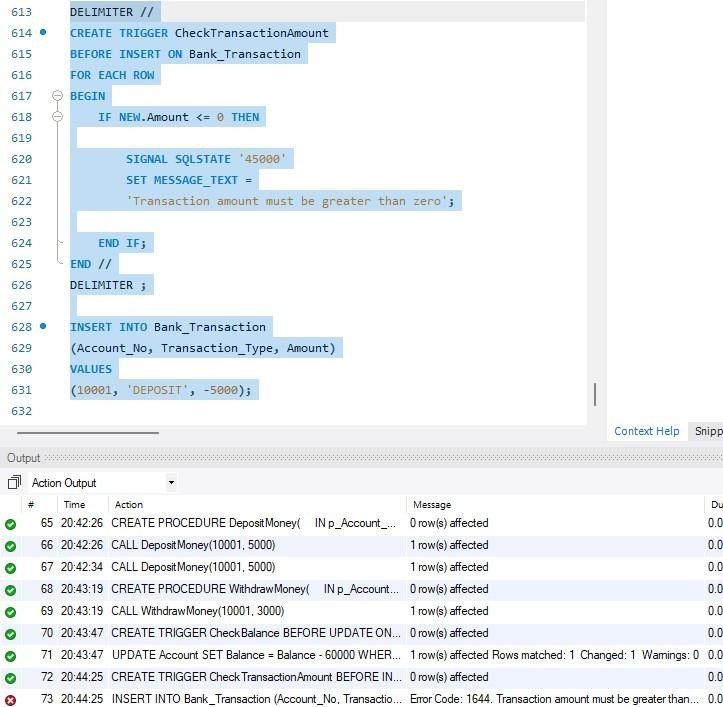 613 DELIMITER //
614 CREATE TRIGGER CheckTransactionAmount
615 BEFORE INSERT ON Bank_Transaction
616 FOR EACH ROW
617 BEGIN
618 IF NEW.Amount <= 0 THEN
619
620 SIGNAL SQLSTATE '45000'
621 SET MESSAGE_TEXT =
622 'Transaction amount must be greater than zero';
623
624 END IF;
625 END //
626 DELIMITER ;
627
628 INSERT INTO Bank_Transaction
629 (Account_No, Transaction_Type, Amount)
630 VALUES
631 (10001, 'DEPOSIT', -5000);
632
Context Help Snipp
Output
Action Output
# Time Action Message Du
65 20:42:26 CREATE PROCEDURE DepositMoney( IN p_Account_... 0 row(s) affected 0.0
66 20:42:26 CALL DepositMoney(10001, 5000) 1 row(s) affected 0.0
67 20:42:34 CALL DepositMoney(10001, 5000) 1 row(s) affected 0.0
68 20:43:19 CREATE PROCEDURE WithdrawMoney( IN p_Account... 0 row(s) affected 0.0
69 20:43:19 CALL WithdrawMoney(10001, 3000) 1 row(s) affected 0.0
70 20:43:47 CREATE TRIGGER CheckBalance BEFORE UPDATE ON... 0 row(s) affected 0.0
71 20:43:47 UPDATE Account SET Balance = Balance - 60000 WHER... 1 row(s) affected Rows matched: 1 Changed: 1 Warnings: 0 0.0
72 20:44:25 CREATE TRIGGER CheckTransactionAmount BEFORE IN... 0 row(s) affected 0.0
73 20:44:25 INSERT INTO Bank_Transaction (Account_No, Transactio... Error Code: 1644. Transaction amount must be greater than... 0.0